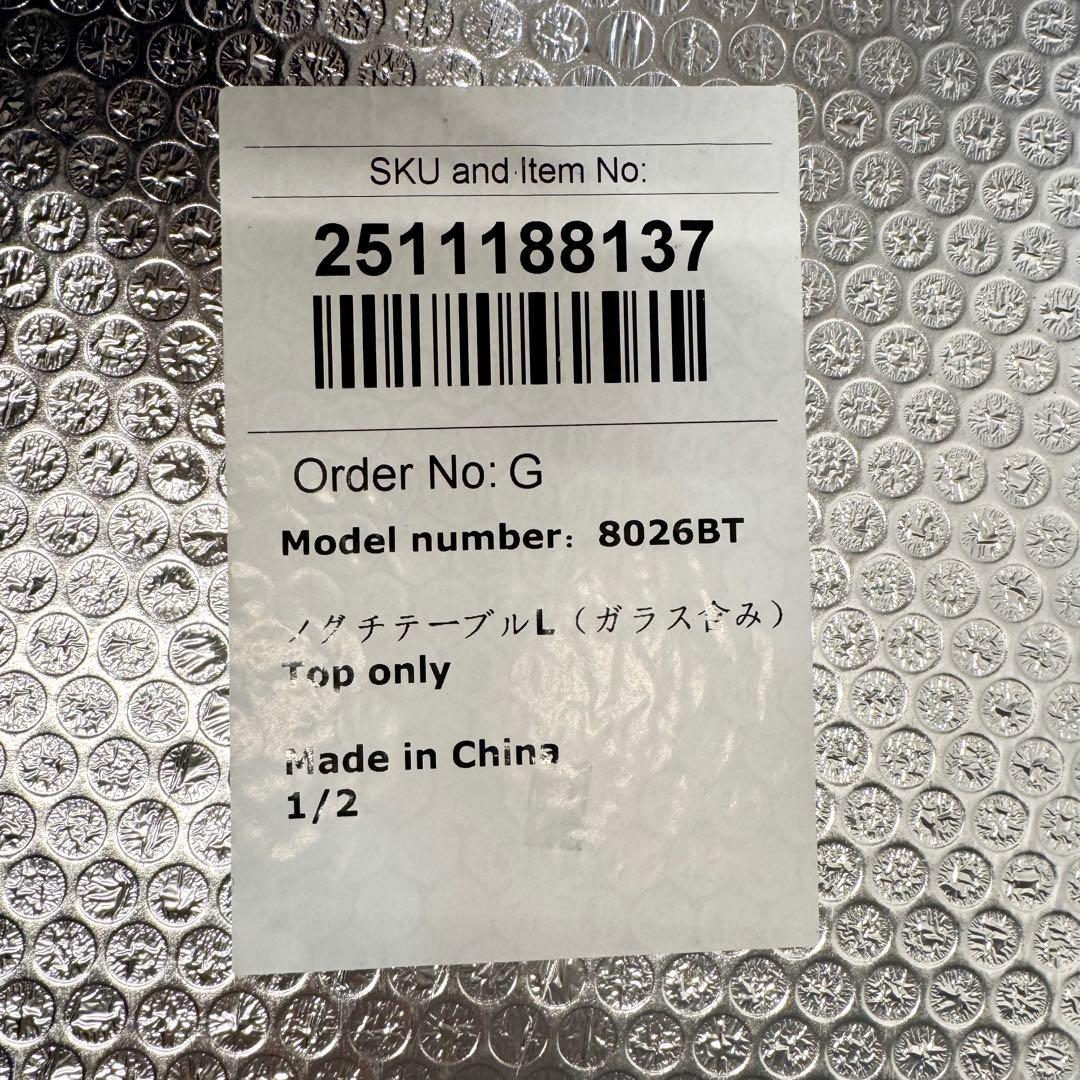 SKU and Item No:
2511188137
Order No: G
Model number: 8026BT
ノグチテーブルL（ガラス含み）
Top only
Made in China
1/2